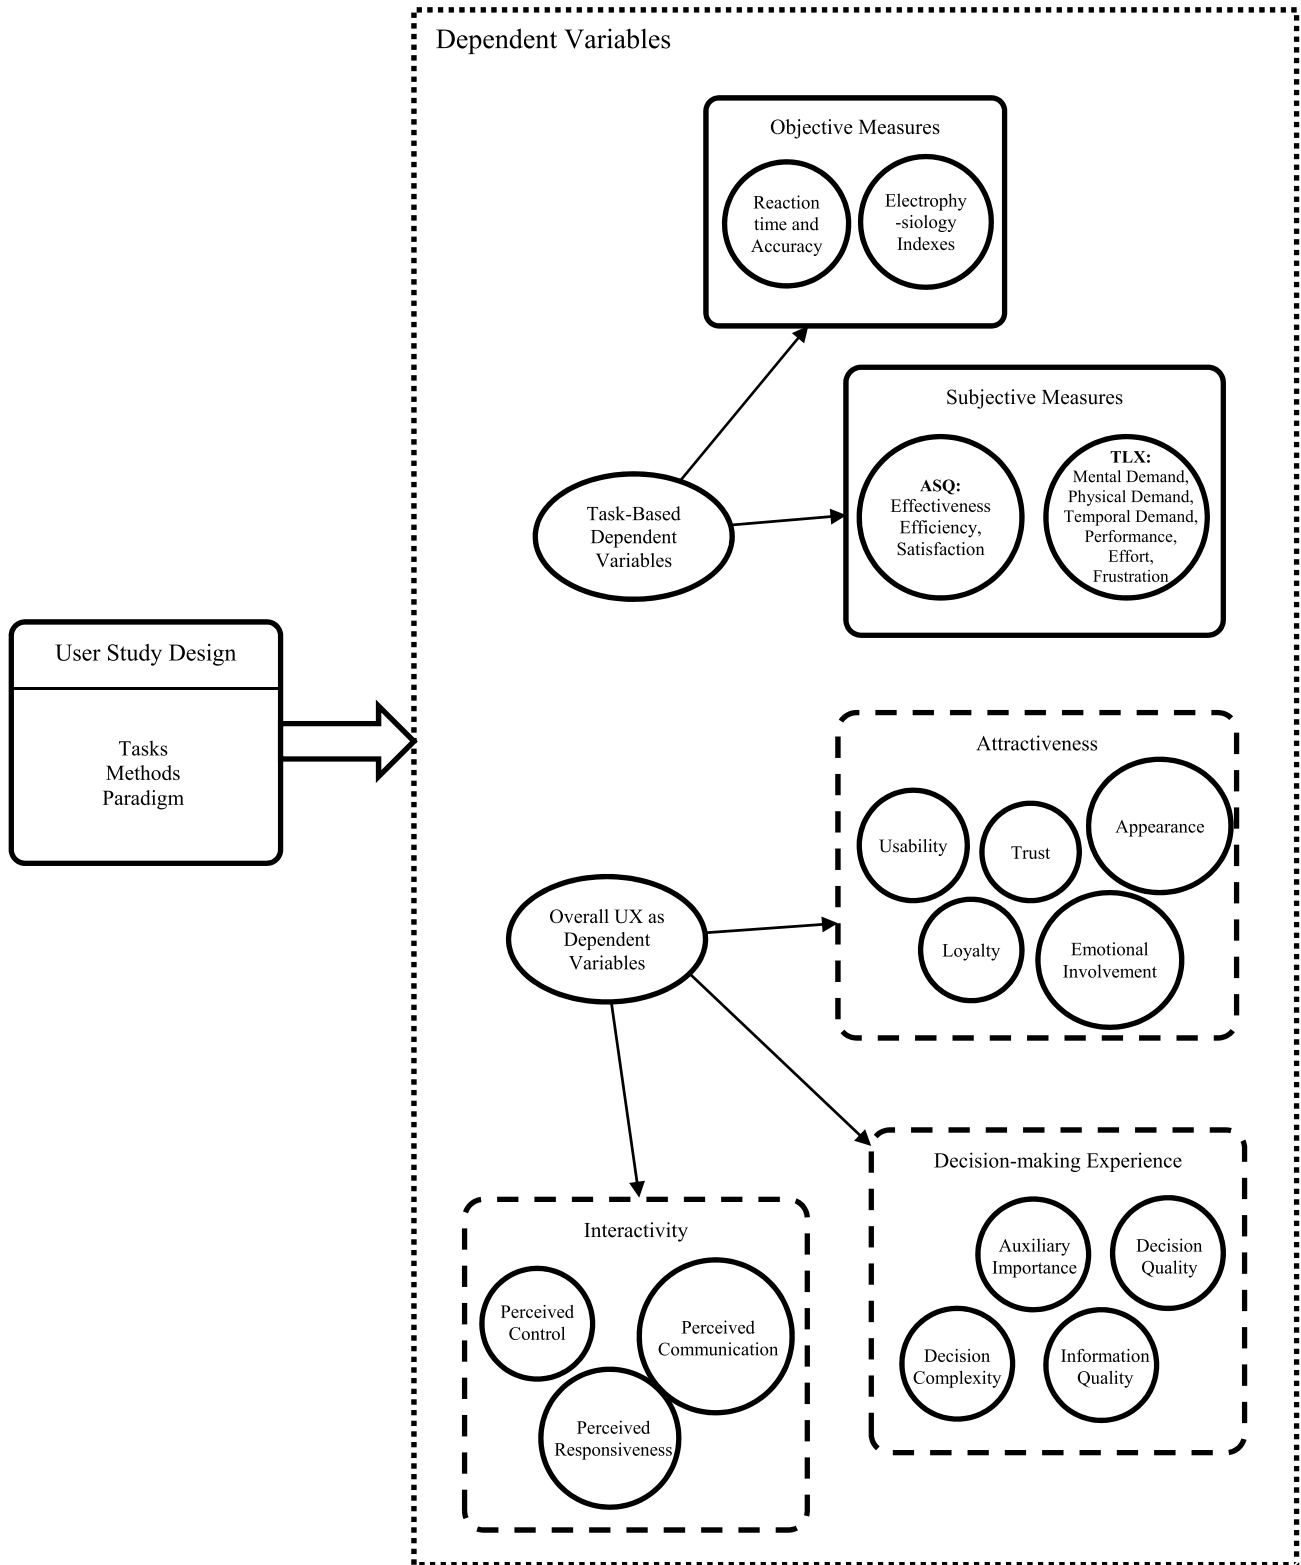 Dependent Variables
Objective Measures
Reaction
time and
Accuracy
Electrophy
-siology
Indexes
Subjective Measures
ASQ:
Effectiveness
Efficiency,
Satisfaction
TLX:
Mental Demand,
Physical Demand,
Temporal Demand,
Performance,
Effort,
Frustration
Task-Based
Dependent
Variables
User Study Design
Tasks
Methods
Paradigm
Attractiveness
Usability
Trust
Appearance
Loyalty
Emotional
Involvement
Overall UX as
Dependent
Variables
Decision-making Experience
Auxiliary
Importance
Decision
Quality
Decision
Complexity
Information
Quality
Interactivity
Perceived
Control
Perceived
Communication
Perceived
Responsiveness